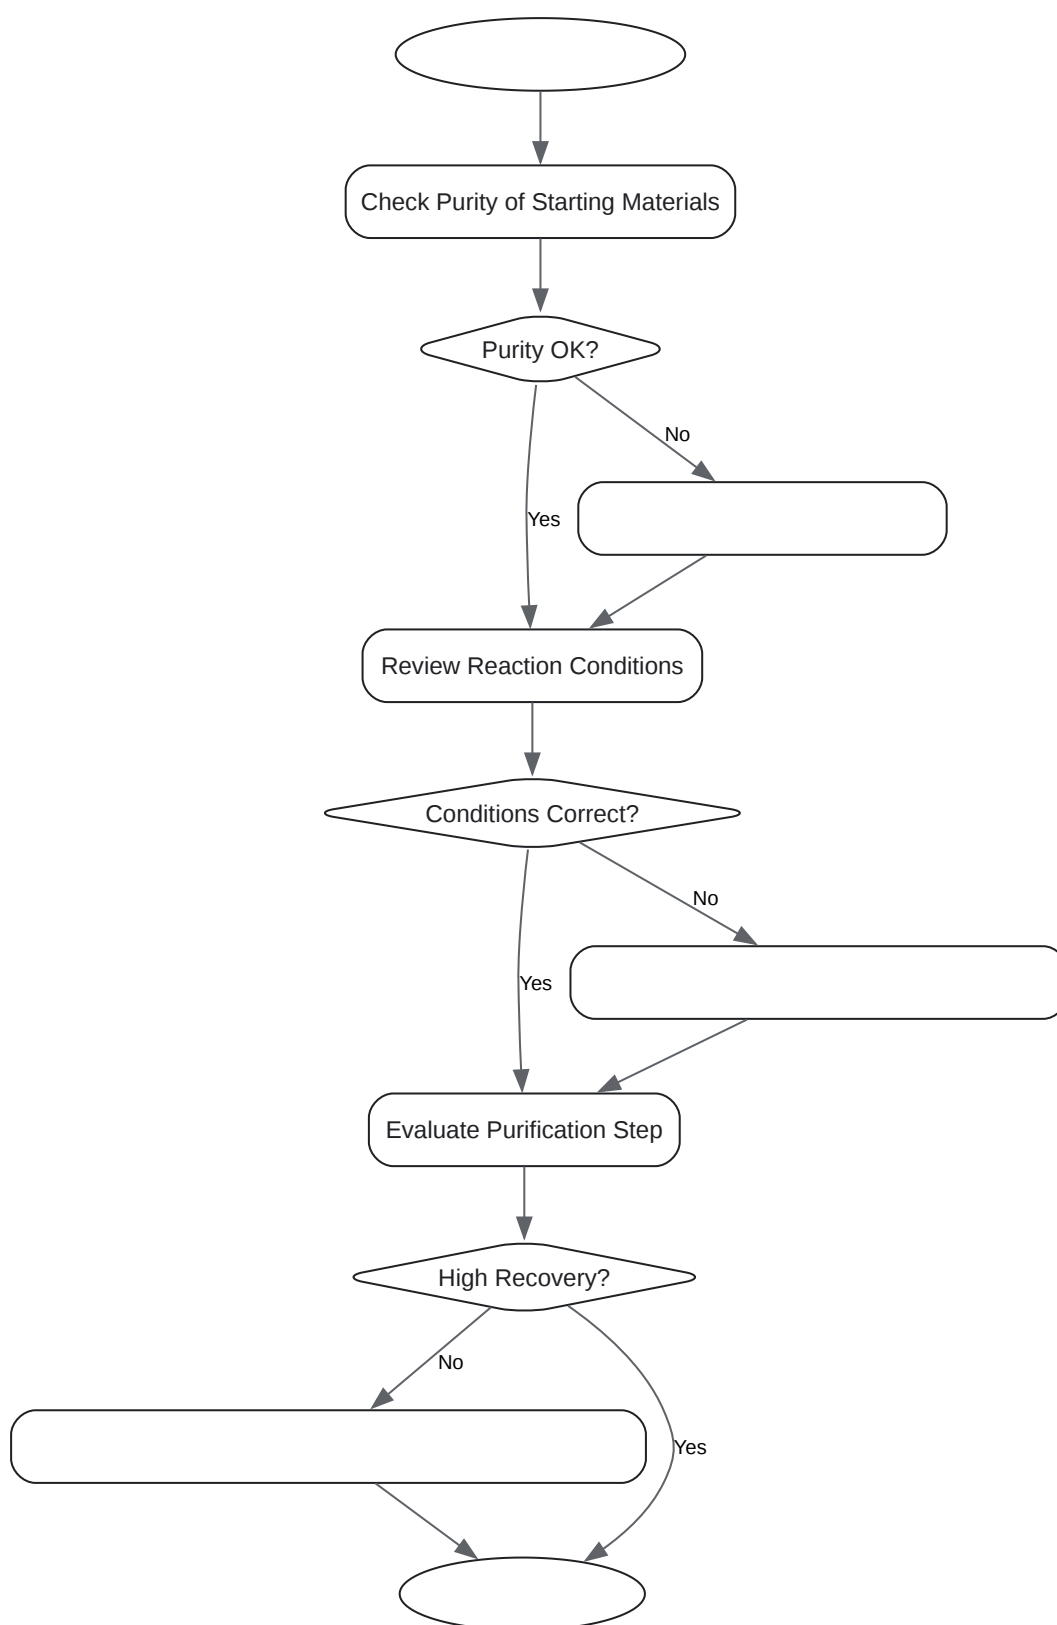 Check Purity of Starting Materials
Purity OK?
No
Yes
Review Reaction Conditions
Conditions Correct?
No
Yes
Evaluate Purification Step
High Recovery?
No
Yes